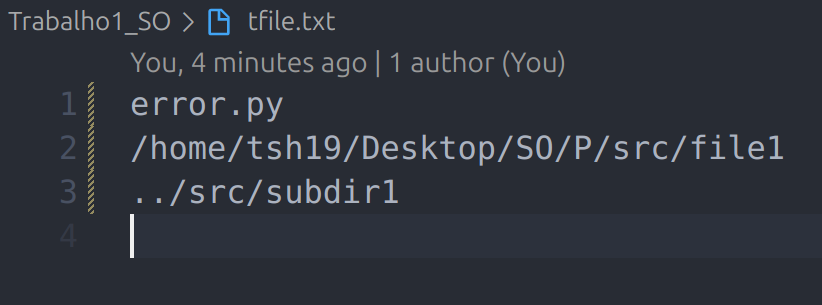 Trabalho1_SO > tfile.txt
You, 4 minutes ago | 1 author (You)
1 error.py
2 /home/tsh19/Desktop/SO/P/src/file1
3 ../src/subdir1
4